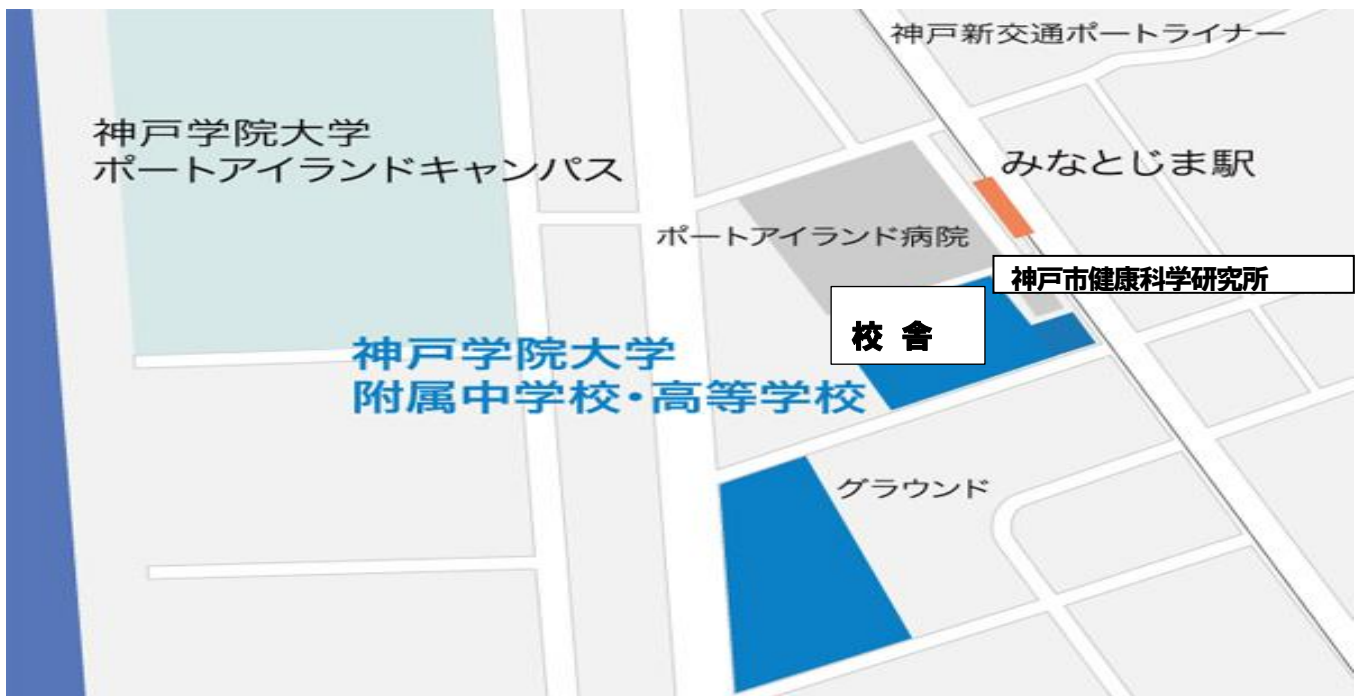 神戸新交通ポートライナー
神戸学院大学
ポートアイランドキャンパス
みなとじま駅
ポートアイランド病院
神戸市健康科学研究所
校 舎
神戸学院大学
附属中学校・高等学校
グラウンド